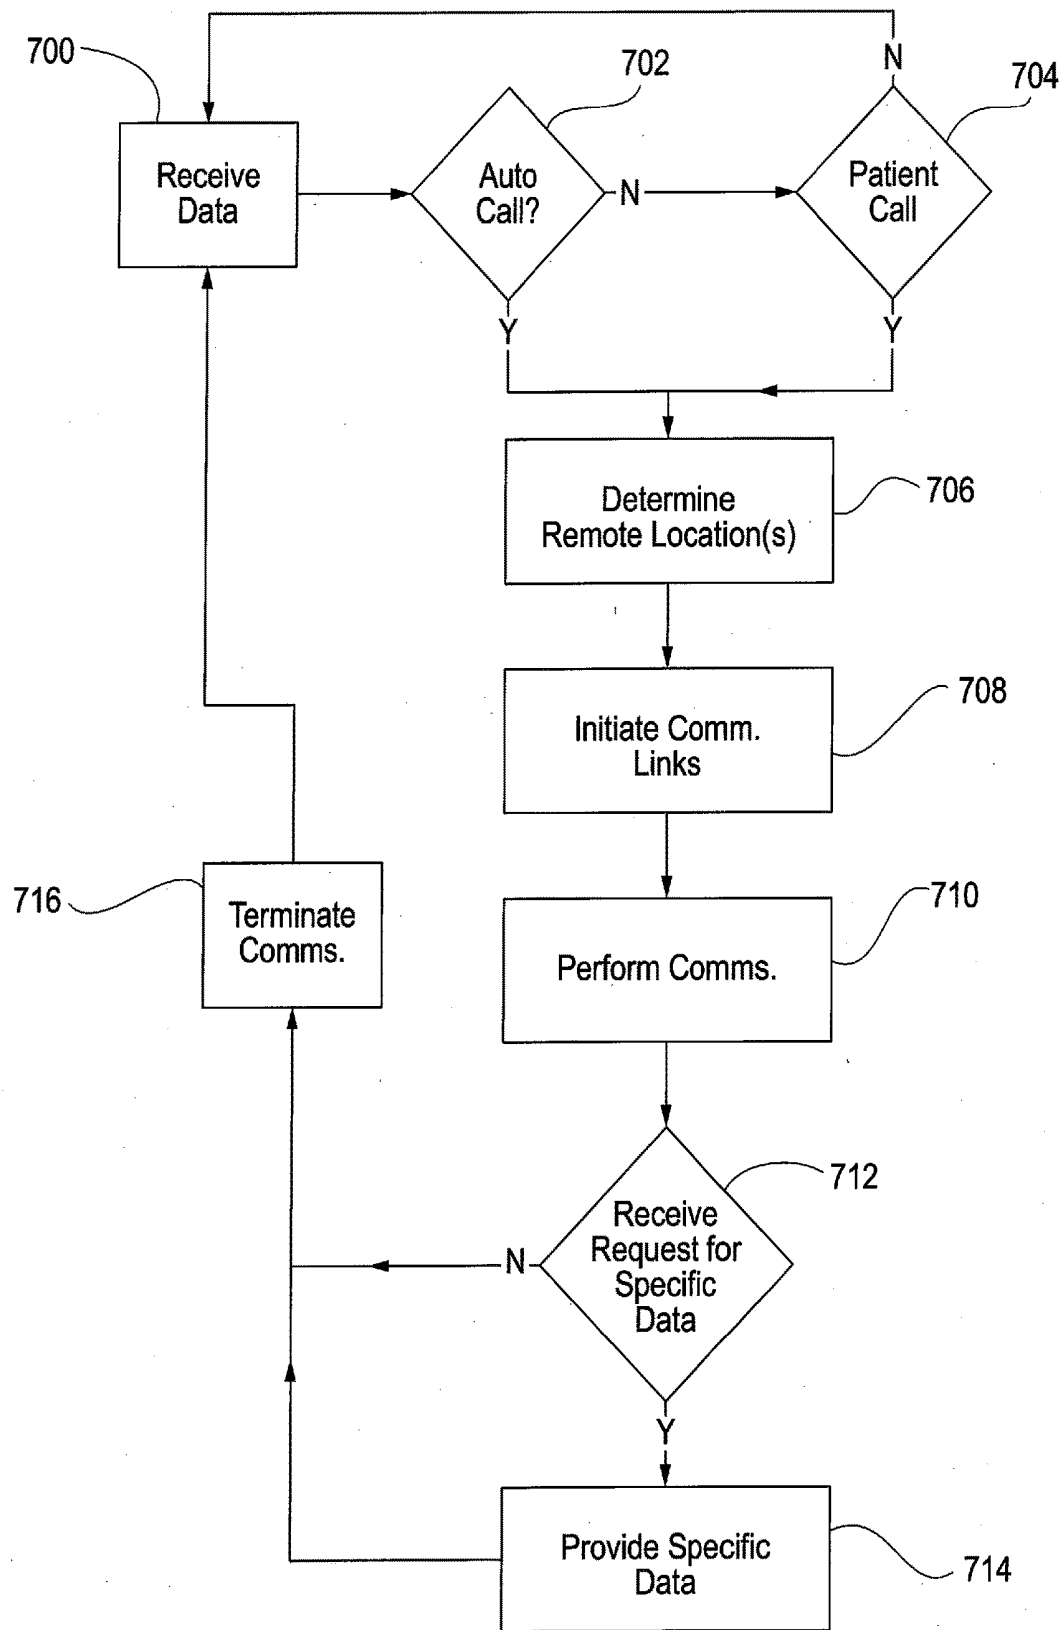 700
702
704
N
Receive
Data
Auto
Call?
N
Patient
Call
Y
Y
706
Determine
Remote Location(s)
708
Initiate Comm.
Links
716
Terminate
Comms.
710
Perform Comms.
712
Receive
Request for
Specific
Data
N
Y
Provide Specific
Data
714